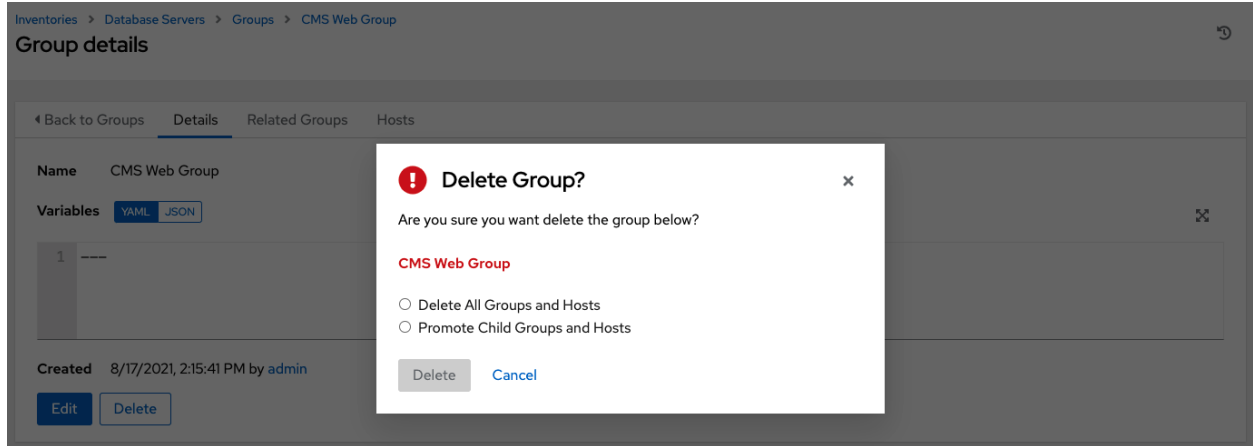 Inventories > Database Servers > Groups > CMS Web Group
Group details
Back to Groups Details Related Groups Hosts
Name CMS Web Group
Variables YAML JSON
1 ---
Created 8/17/2021, 2:15:41 PM by admin
Edit Delete
Delete Group?
Are you sure you want delete the group below?
CMS Web Group
Delete All Groups and Hosts
Promote Child Groups and Hosts
Delete Cancel